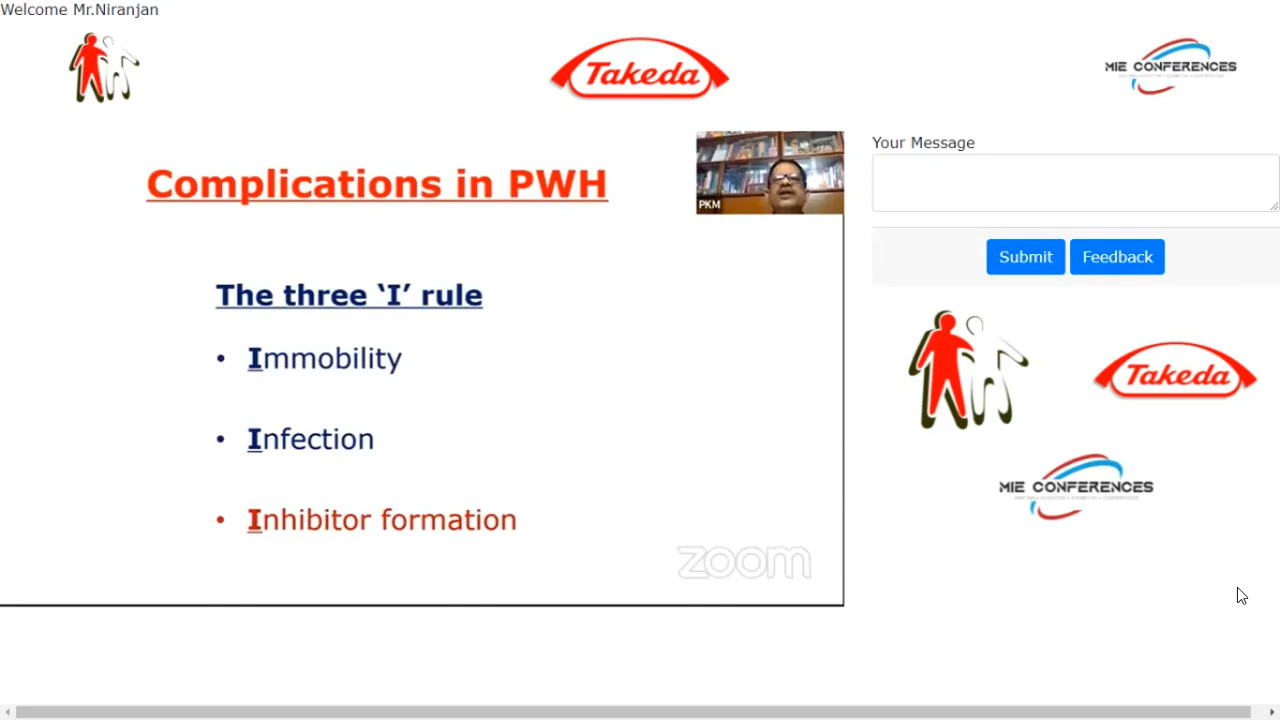 Welcome Mr.Niranjan
Takeda
MIE CONFERENCES
Complications in PWH
PKM
Your Message
Submit
Feedback
The three ‘I’ rule
• Immobility
• Infection
• Inhibitor formation
zoom
Takeda
MIE CONFERENCES